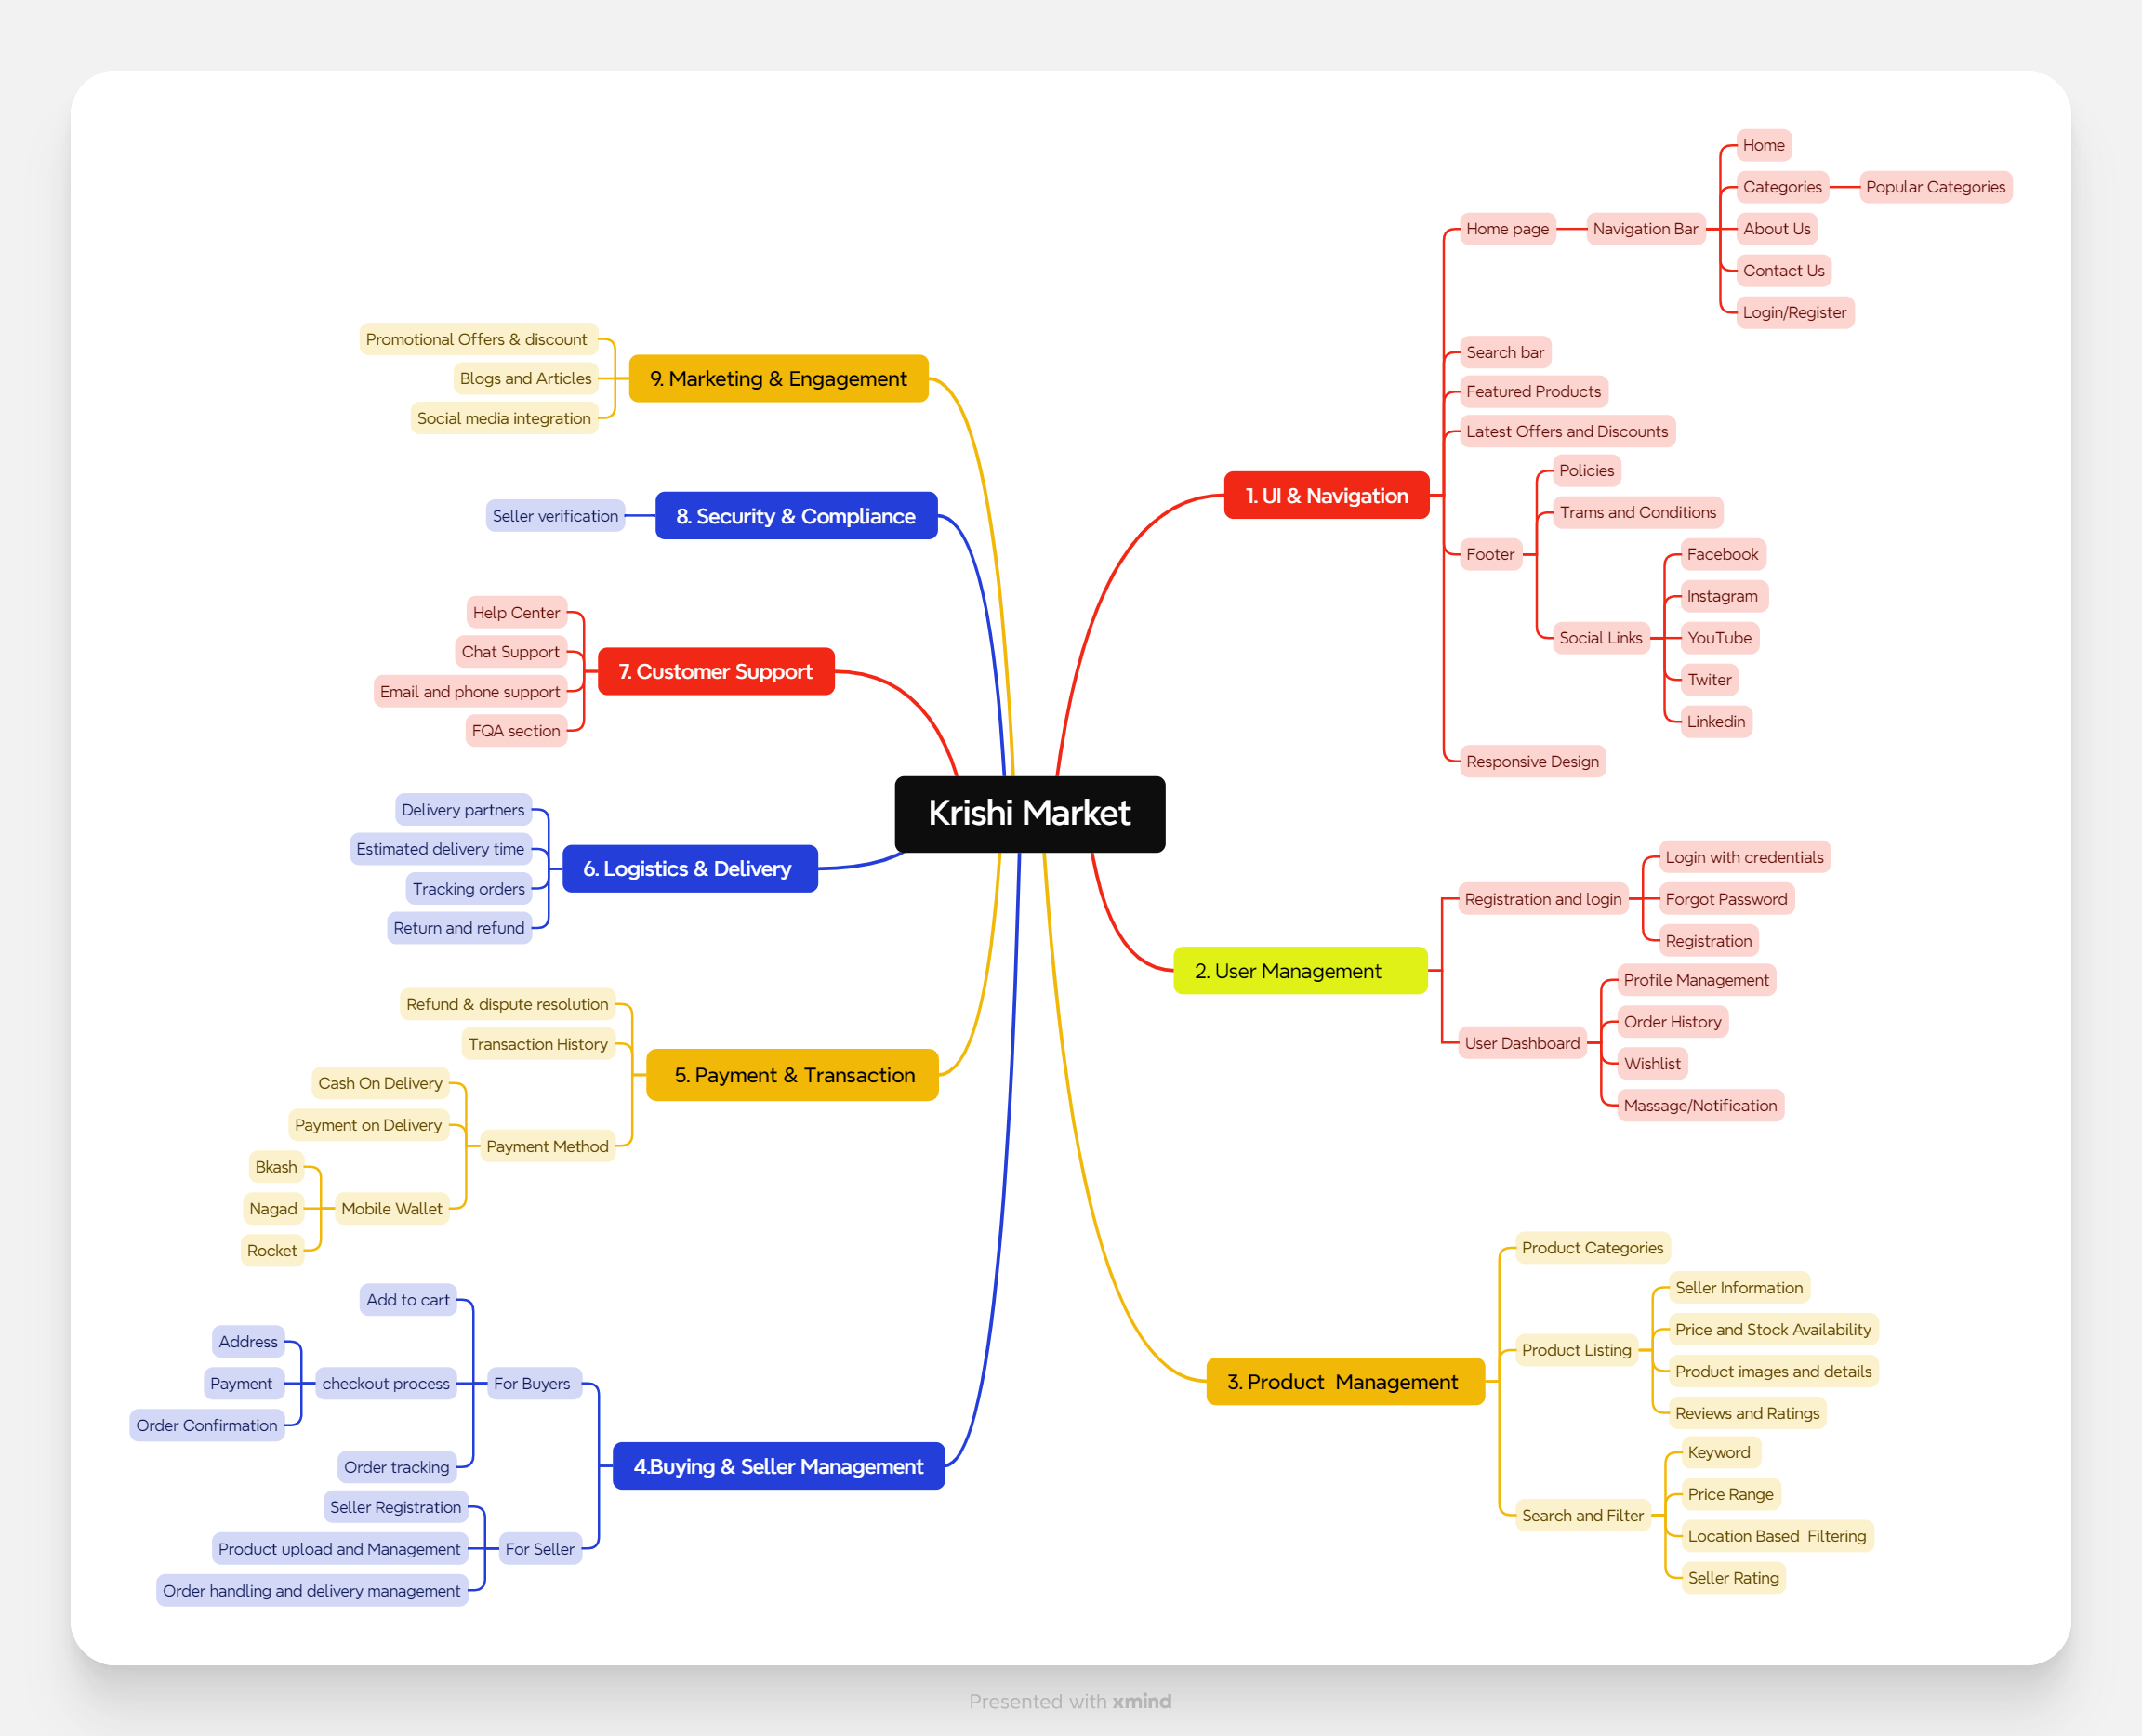 Krishi Market
1. UI & Navigation
Home page
Navigation Bar
Home
Categories
Popular Categories
About Us
Contact Us
Login/Register
Search bar
Featured Products
Latest Offers and Discounts
Footer
Policies
Trams and Conditions
Social Links
Facebook
Instagram
YouTube
Twiter
Linkedin
Responsive Design
2. User Management
Registration and login
Login with credentials
Forgot Password
Registration
User Dashboard
Profile Management
Order History
Wishlist
Massage/Notification
3. Product  Management
Product Categories
Product Listing
Seller Information
Price and Stock Availability
Product images and details
Reviews and Ratings
Search and Filter
Keyword
Price Range
Location Based  Filtering
Seller Rating
4.Buying & Seller Management
For Buyers
Add to cart
checkout process
Address
Payment
Order Confirmation
Order tracking
For Seller
Seller Registration
Product upload and Management
Order handling and delivery management
5. Payment & Transaction
Refund & dispute resolution
Transaction History
Payment Method
Cash On Delivery
Payment on Delivery
Mobile Wallet
Bkash
Nagad
Rocket
6. Logistics & Delivery
Delivery partners
Estimated delivery time
Tracking orders
Return and refund
7. Customer Support
Help Center
Chat Support
Email and phone support
FQA section
8. Security & Compliance
Seller verification
9. Marketing & Engagement
Promotional Offers & discount
Blogs and Articles
Social media integration
Presented with xmind